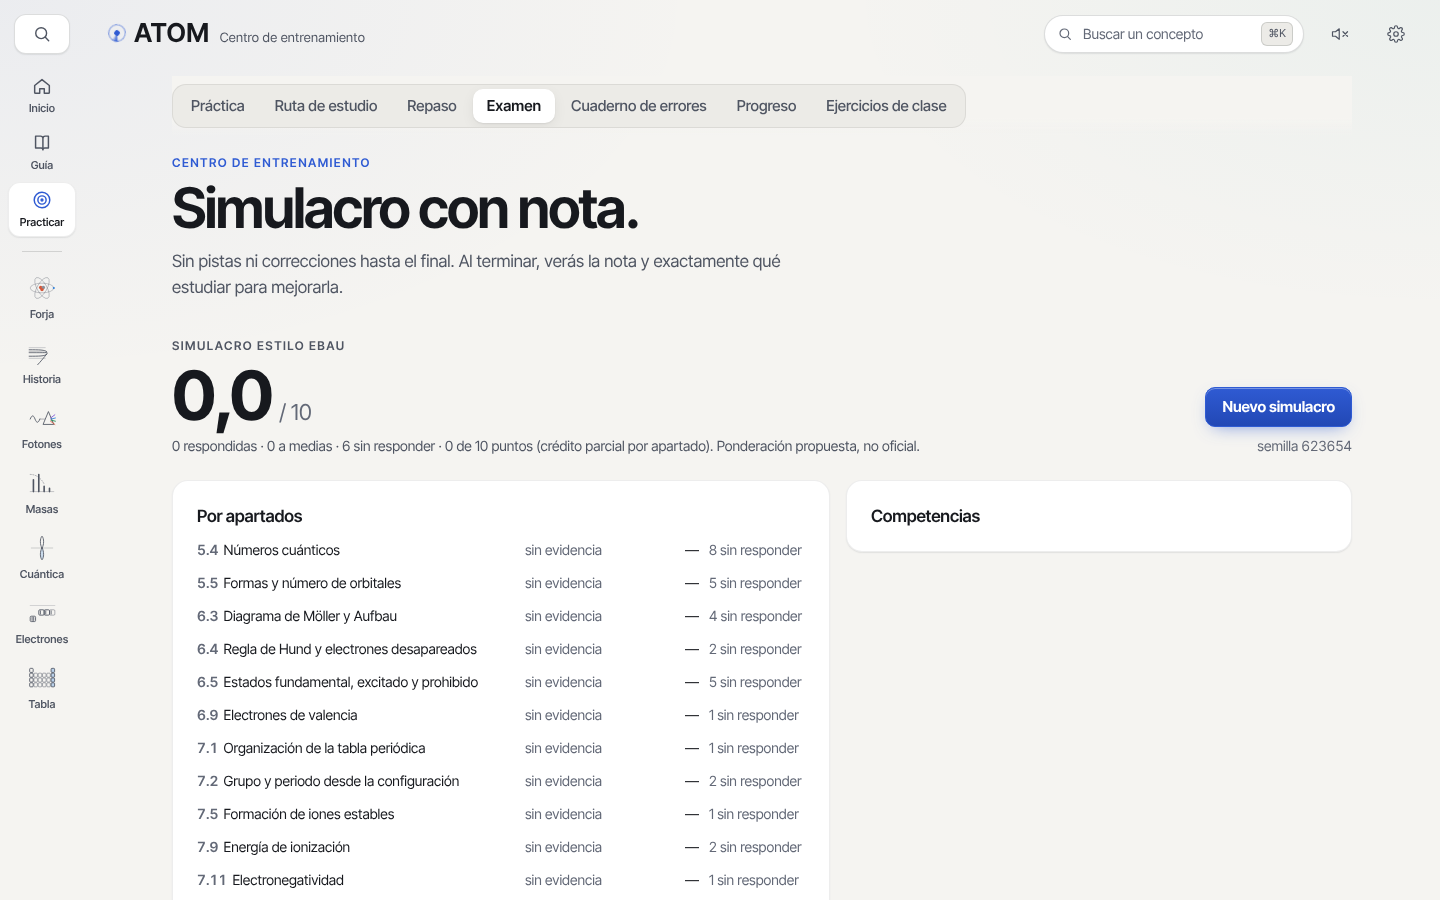 ATOM Centro de entrenamiento
Buscar un concepto ⌘K
Inicio
Guía
Practicar
Forja
Historia
Fotones
Masas
Cuántica
Electrones
Tabla
Práctica Ruta de estudio Repaso Examen Cuaderno de errores Progreso Ejercicios de clase
CENTRO DE ENTRENAMIENTO
Simulacro con nota.
Sin pistas ni correcciones hasta el final. Al terminar, verás la nota y exactamente qué
estudiar para mejorarla.
SIMULACRO ESTILO EBAU
0,0 / 10
Nuevo simulacro
0 respondidas · 0 a medias · 6 sin responder · 0 de 10 puntos (crédito parcial por apartado). Ponderación propuesta, no oficial.
semilla 623654
Por apartados
5.4 Números cuánticos sin evidencia — 8 sin responder
5.5 Formas y número de orbitales sin evidencia — 5 sin responder
6.3 Diagrama de Möller y Aufbau sin evidencia — 4 sin responder
6.4 Regla de Hund y electrones desapareados sin evidencia — 2 sin responder
6.5 Estados fundamental, excitado y prohibido sin evidencia — 5 sin responder
6.9 Electrones de valencia sin evidencia — 1 sin responder
7.1 Organización de la tabla periódica sin evidencia — 1 sin responder
7.2 Grupo y periodo desde la configuración sin evidencia — 2 sin responder
7.5 Formación de iones estables sin evidencia — 1 sin responder
7.9 Energía de ionización sin evidencia — 2 sin responder
7.11 Electronegatividad sin evidencia — 1 sin responder
Competencias